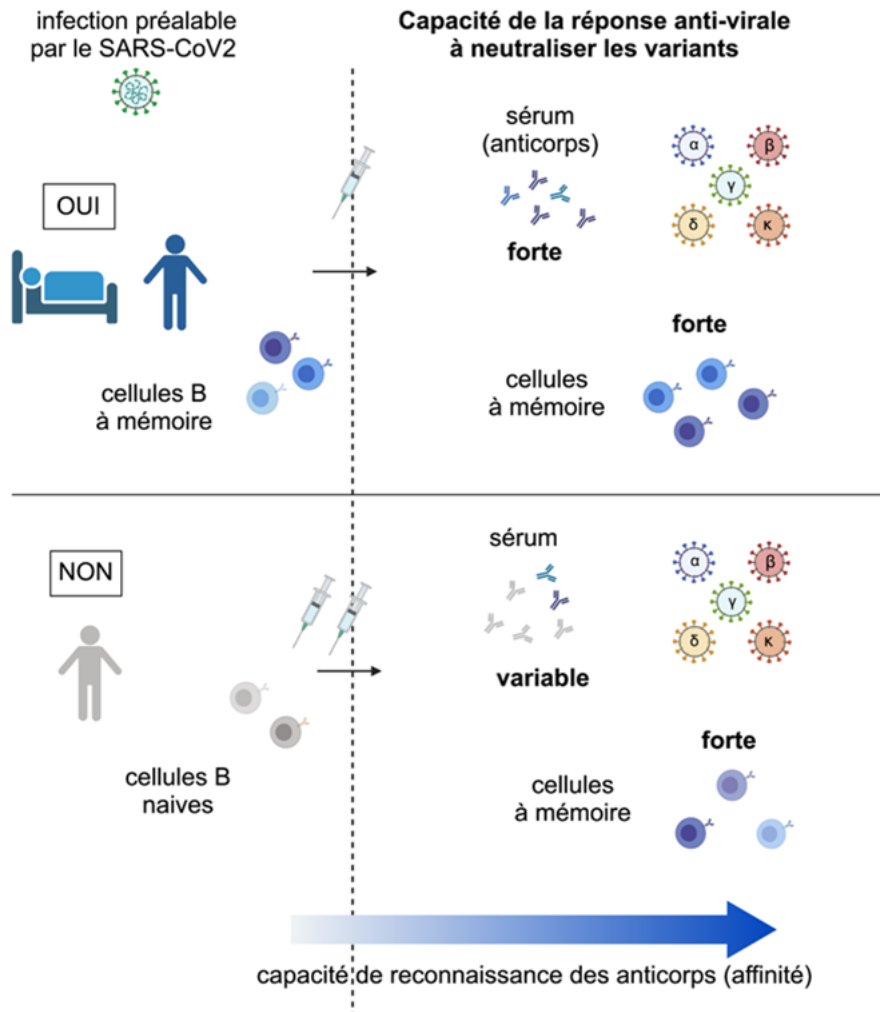 infection préalable
par le SARS-CoV2
Capacité de la réponse anti-virale
à neutraliser les variants
OUI
sérum
(anticorps)
forte
α
β
γ
δ
κ
cellules B
à mémoire
forte
cellules
à mémoire
NON
sérum
variable
α
β
γ
δ
κ
cellules B
naives
forte
cellules
à mémoire
capacité de reconnaissance des anticorps (affinité)